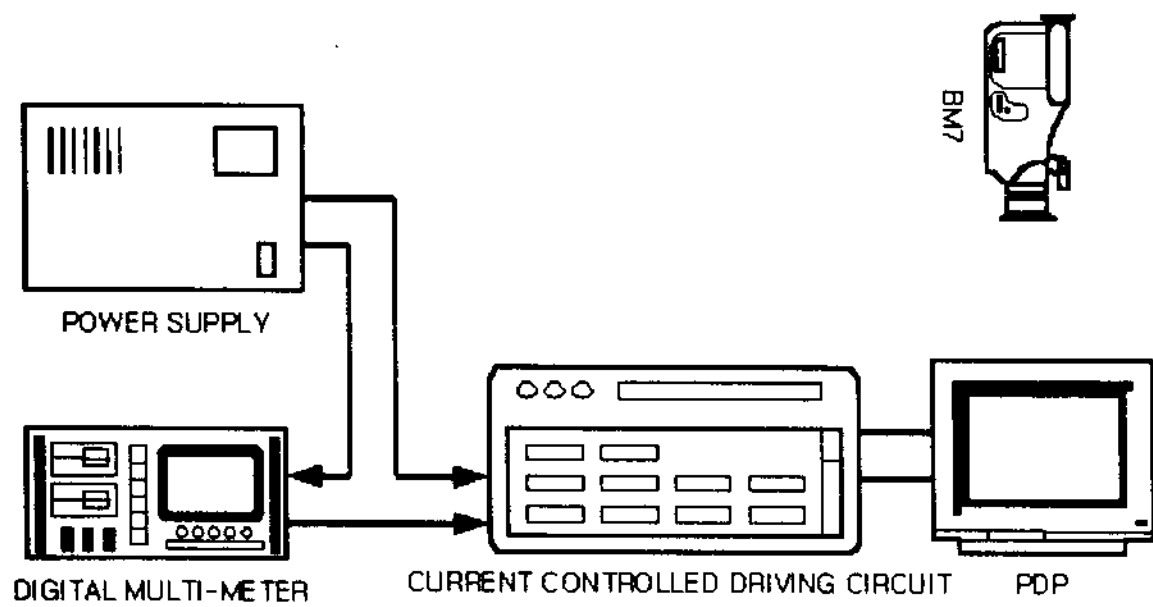 BM7
POWER SUPPLY
DIGITAL MULTI-METER
CURRENT CONTROLLED DRIVING CIRCUIT
PDP